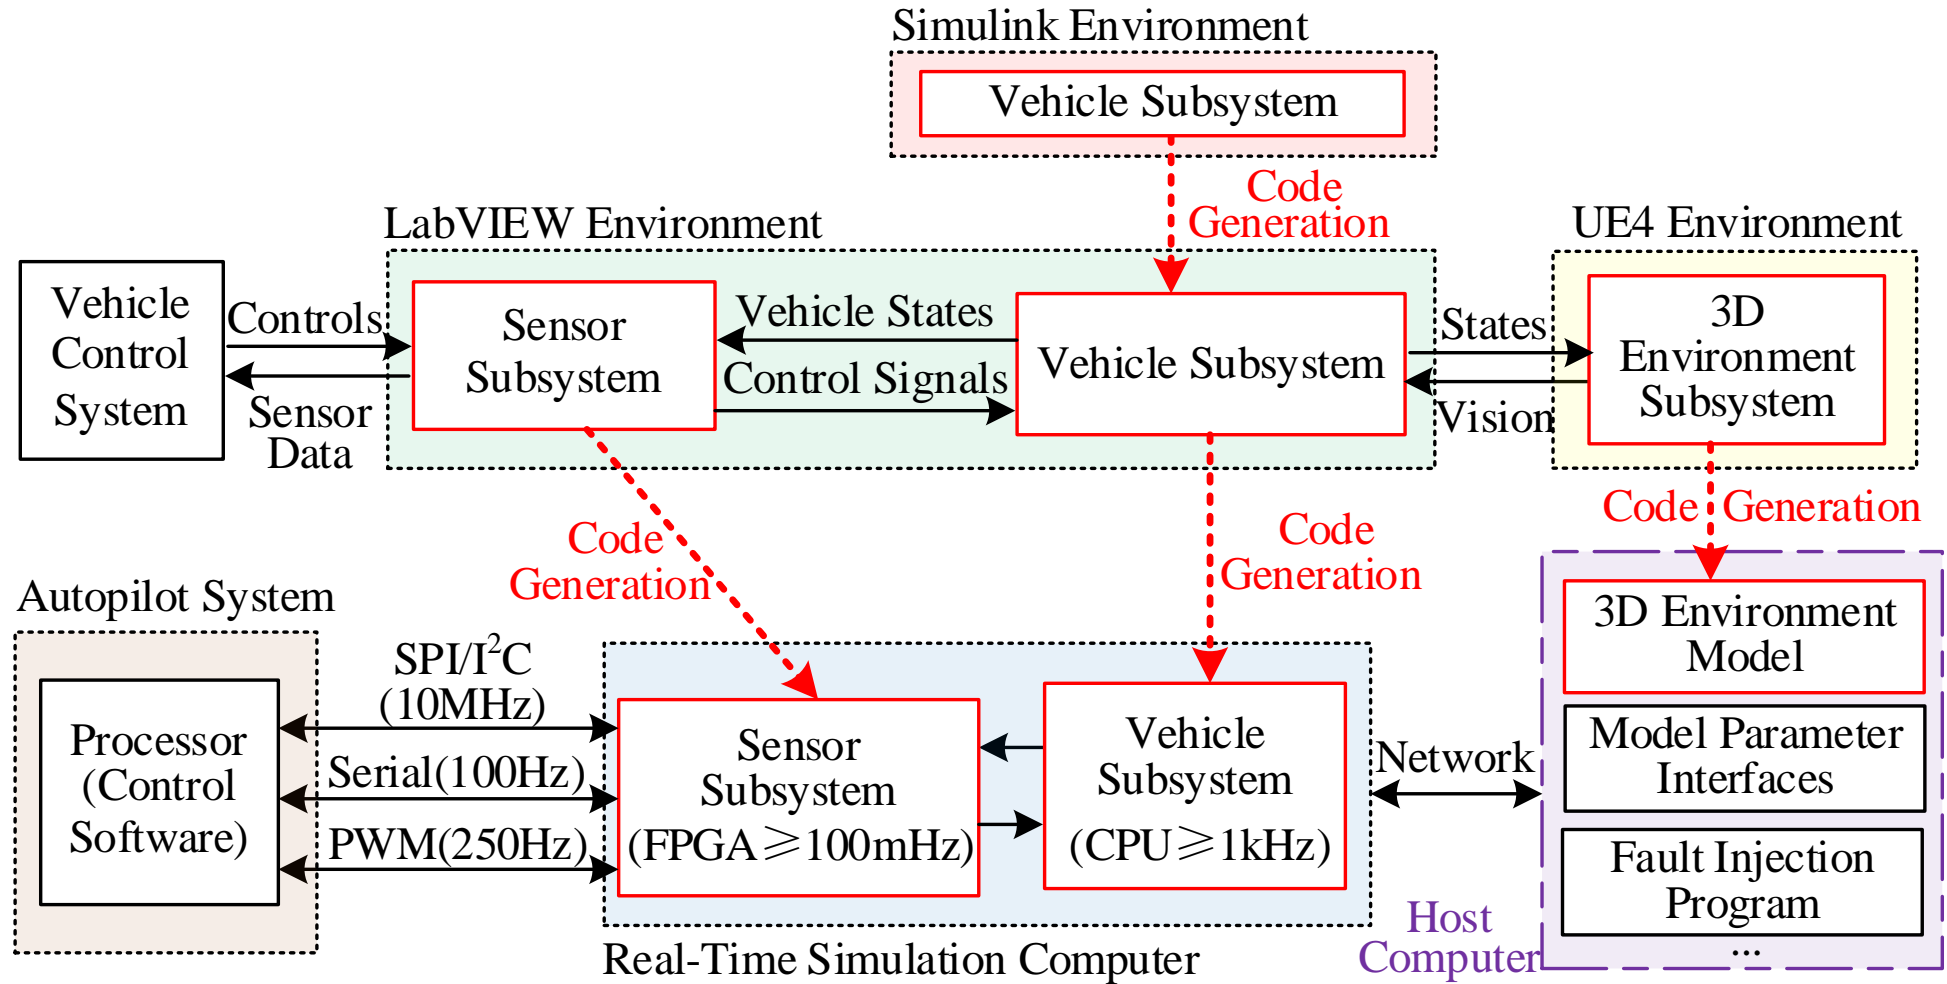 Simulink Environment
Vehicle Subsystem
Code
Generation
LabVIEW Environment
UE4 Environment
Vehicle
Control
System
Controls
Sensor
Data
Sensor
Subsystem
Vehicle States
Control Signals
Vehicle Subsystem
States
Vision
3D
Environment
Subsystem
Code
Generation
Code
Generation
Code Generation
Autopilot System
Processor
(Control
Software)
SPI/I²C
(10MHz)
Serial(100Hz)
PWM(250Hz)
Sensor
Subsystem
(FPGA≥100mHz)
Vehicle
Subsystem
(CPU≥1kHz)
Real-Time Simulation Computer
Network
3D Environment
Model
Model Parameter
Interfaces
Fault Injection
Program
...
Host
Computer